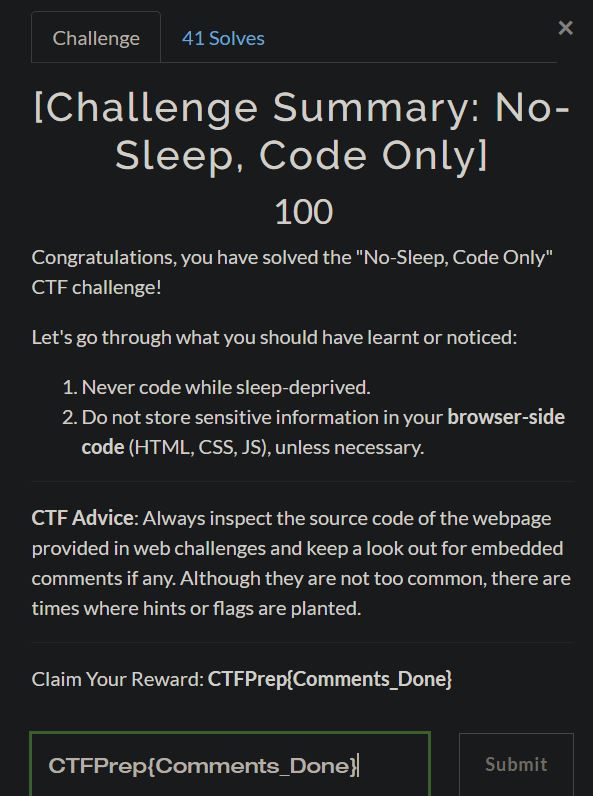 Challenge
41 Solves
×
[Challenge Summary: No-
Sleep, Code Only]
100
Congratulations, you have solved the "No-Sleep, Code Only"
CTF challenge!
Let's go through what you should have learnt or noticed:
1. Never code while sleep-deprived.
2. Do not store sensitive information in your browser-side
code (HTML, CSS, JS), unless necessary.
CTF Advice: Always inspect the source code of the webpage
provided in web challenges and keep a look out for embedded
comments if any. Although they are not too common, there are
times where hints or flags are planted.
Claim Your Reward: CTFPrep{Comments_Done}
CTFPrep{Comments_Done}
Submit